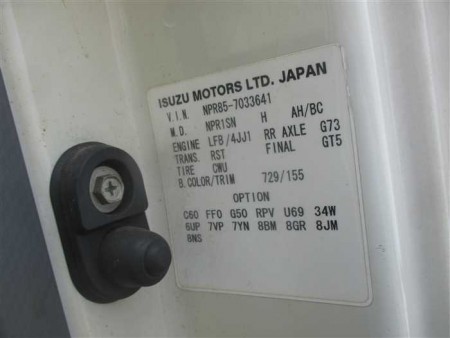 ISUZU MOTORS LTD. JAPAN
V.I.N. NPR85-7033641
M.D. NPR1SN H AH/BC
ENGINE LFB/4JJ1 RR AXLE G73
TRANS. RST FINAL GT5
TIRE CWU
B.COLOR/TRIM 729/155
OPTION
C60 FF0 G50 RPV U69 34W
6UP 7VP 7YN 8BM 8GR 8JM
8NS